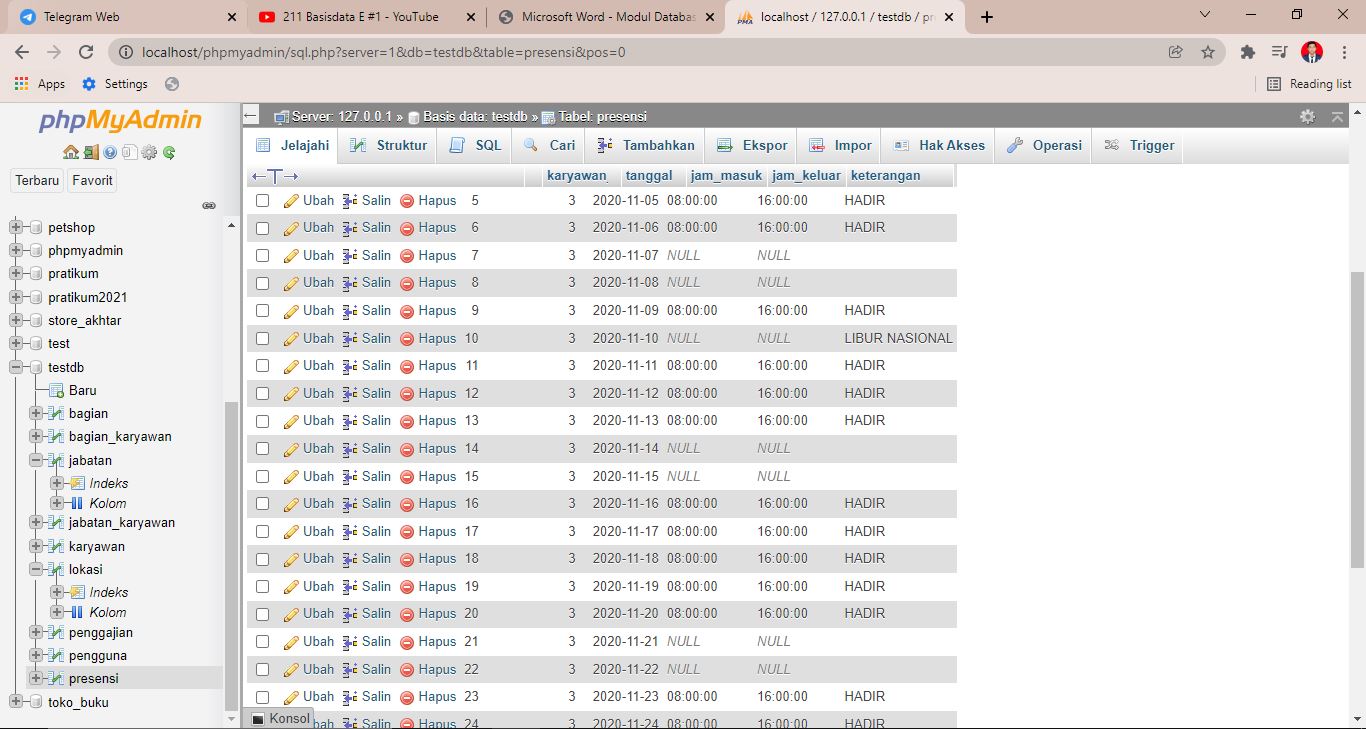 Telegram Web
211 Basisdata E #1 - YouTube
Microsoft Word - Modul Databas
localhost / 127.0.0.1 / testdb / pr
localhost/phpmyadmin/sql.php?server=1&db=testdb&table=presensi&pos=0
Apps Settings Reading list
phpMyAdmin
Terbaru Favorit
petshop
phpmyadmin
pratikum
pratikum2021
store_akhtar
test
testdb
Baru
bagian
bagian_karyawan
jabatan
Indeks
Kolom
jabatan_karyawan
karyawan
lokasi
Indeks
Kolom
penggajian
pengguna
presensi
toko_buku
Server: 127.0.0.1 » Basis data: testdb » Tabel: presensi
Jelajahi Struktur SQL Cari Tambahkan Ekspor Impor Hak Akses Operasi Trigger
←T→ karyawan tanggal jam_masuk jam_keluar keterangan
Ubah Salin Hapus 5 3 2020-11-05 08:00:00 16:00:00 HADIR
Ubah Salin Hapus 6 3 2020-11-06 08:00:00 16:00:00 HADIR
Ubah Salin Hapus 7 3 2020-11-07 NULL NULL
Ubah Salin Hapus 8 3 2020-11-08 NULL NULL
Ubah Salin Hapus 9 3 2020-11-09 08:00:00 16:00:00 HADIR
Ubah Salin Hapus 10 3 2020-11-10 NULL NULL LIBUR NASIONAL
Ubah Salin Hapus 11 3 2020-11-11 08:00:00 16:00:00 HADIR
Ubah Salin Hapus 12 3 2020-11-12 08:00:00 16:00:00 HADIR
Ubah Salin Hapus 13 3 2020-11-13 08:00:00 16:00:00 HADIR
Ubah Salin Hapus 14 3 2020-11-14 NULL NULL
Ubah Salin Hapus 15 3 2020-11-15 NULL NULL
Ubah Salin Hapus 16 3 2020-11-16 08:00:00 16:00:00 HADIR
Ubah Salin Hapus 17 3 2020-11-17 08:00:00 16:00:00 HADIR
Ubah Salin Hapus 18 3 2020-11-18 08:00:00 16:00:00 HADIR
Ubah Salin Hapus 19 3 2020-11-19 08:00:00 16:00:00 HADIR
Ubah Salin Hapus 20 3 2020-11-20 08:00:00 16:00:00 HADIR
Ubah Salin Hapus 21 3 2020-11-21 NULL NULL
Ubah Salin Hapus 22 3 2020-11-22 NULL NULL
Ubah Salin Hapus 23 3 2020-11-23 08:00:00 16:00:00 HADIR
bah Salin Hapus 24 3 2020-11-24 08:00:00 16:00:00 HADIR
Konsol